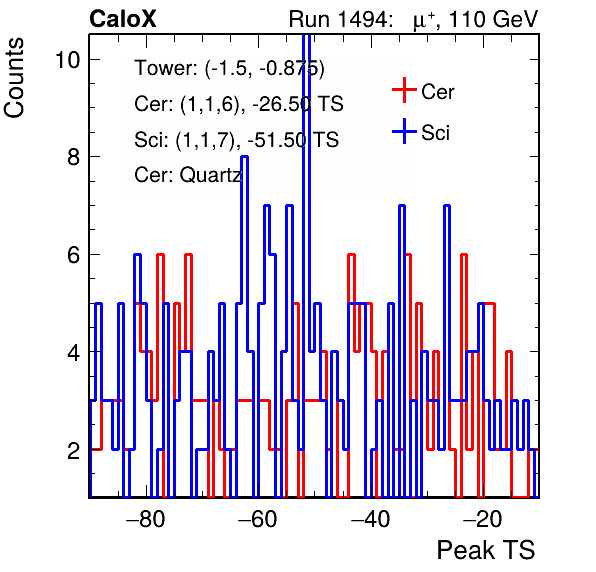 CaloX Run 1494: μ⁺, 110 GeV
Counts
Tower: (-1.5, -0.875)
Cer: (1,1,6), -26.50 TS
Sci: (1,1,7), -51.50 TS
Cer: Quartz
Cer
Sci
10
8
6
4
2
−80 −60 −40 −20
Peak TS